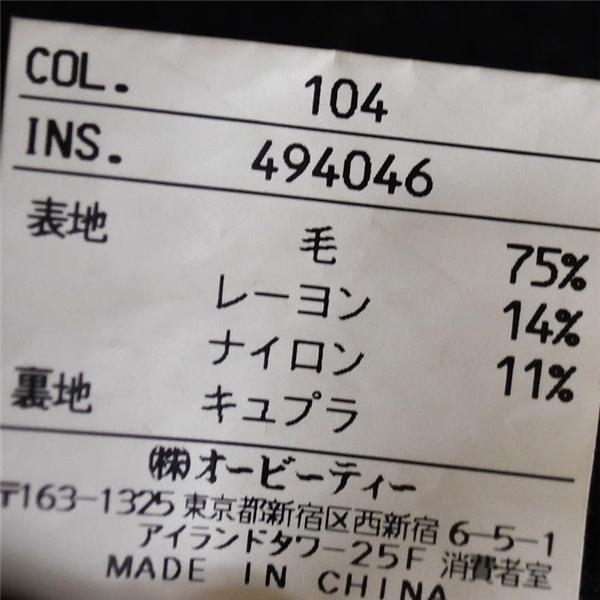 COL. 104
INS. 494046
表地 毛 75%
レーヨン 14%
ナイロン 11%
裏地 キュプラ
㈱オービーティー
〒163-1325 東京都新宿区西新宿 6-5-1
アイランドタワー25F 消費者室
MADE IN CHINA